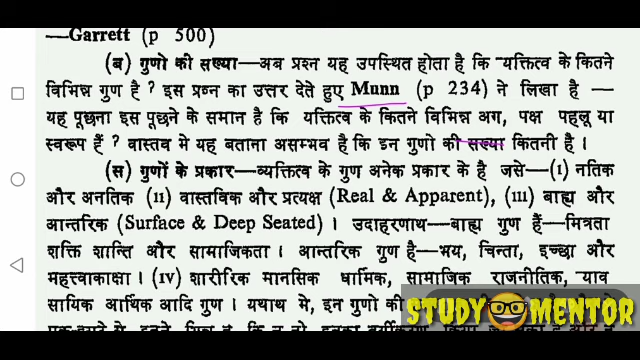 —Garrett (p 500)
(ब) गुणो की सख्या—अब प्रश्न यह उपस्थित होता है कि यक्तित्व के कितने
विभिन्न गुण है ? इस प्रश्न का उत्तर देते हुए Munn (p 234) ने लिखा है —
यह पूछना इस पूछने के समान है कि यक्तित्व के कितने विभिन्न अग, पक्ष पहलू या
स्वरूप हैं ? वास्तव मे यह बताना असम्भव है कि इन गुणो की सख्या कितनी है ।
(स) गुणों के प्रकार—व्यक्तित्व के गुण अनेक प्रकार के है जसे—(1) नतिक
और अनतिक (11) वास्तविक और प्रत्यक्ष (Real & Apparent), (111) बाह्य और
आन्तरिक (Surface & Deep Seated) । उदाहरणाथ—बाह्य गुण हैं—मित्रता
शक्ति शान्ति और सामाजिकता । आन्तरिक गुण है—भय, चिन्ता, इच्छा और
महत्त्वाकाक्षा । (iv) शारीरिक मानसिक धार्मिक, सामाजिक राजनीतिक, याव
सायिक आर्थिक आदि गुण । यथाथ मे, इन गुणो की
STUDY MENTOR